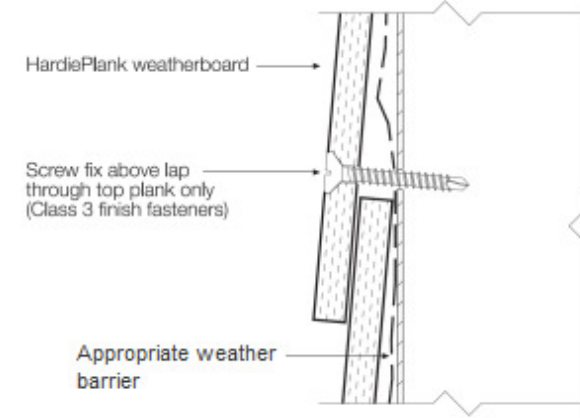 HardiePlank weatherboard
Screw fix above lap
through top plank only
(Class 3 finish fasteners)
Appropriate weather
barrier